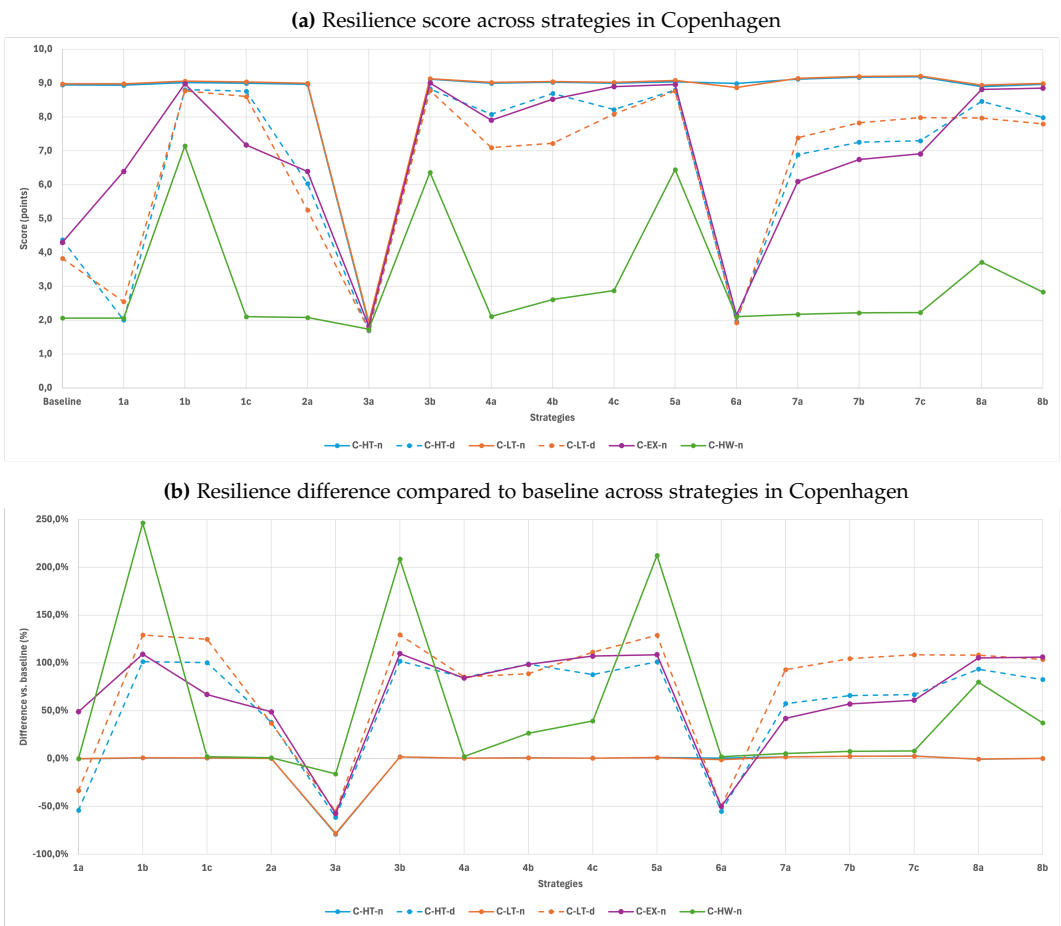 (a) Resilience score across strategies in Copenhagen
10,0
9,0
8,0
7,0
6,0
5,0
4,0
3,0
2,0
1,0
0,0
Score (points)
Baseline 1a 1b 1c 2a 3a 3b 4a 4b 4c 5a 6a 7a 7b 7c 8a 8b
Strategies
C-HT-n C-HT-d C-LT-n C-LT-d C-EX-n C-HW-n
(b) Resilience difference compared to baseline across strategies in Copenhagen
250,0%
200,0%
150,0%
100,0%
50,0%
0,0%
-50,0%
-100,0%
Difference vs. baseline (%)
1a 1b 1c 2a 3a 3b 4a 4b 4c 5a 6a 7a 7b 7c 8a 8b
Strategies
C-HT-n C-HT-d C-LT-n C-LT-d C-EX-n C-HW-n